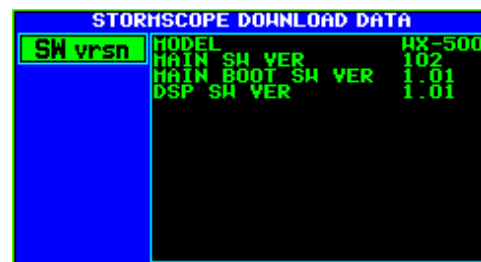 STORMSCOPE DOWNLOAD DATA
SW vrsn
MODEL WX-500
MAIN SW VER 102
MAIN BOOT SW VER 1.01
DSP SW VER 1.01